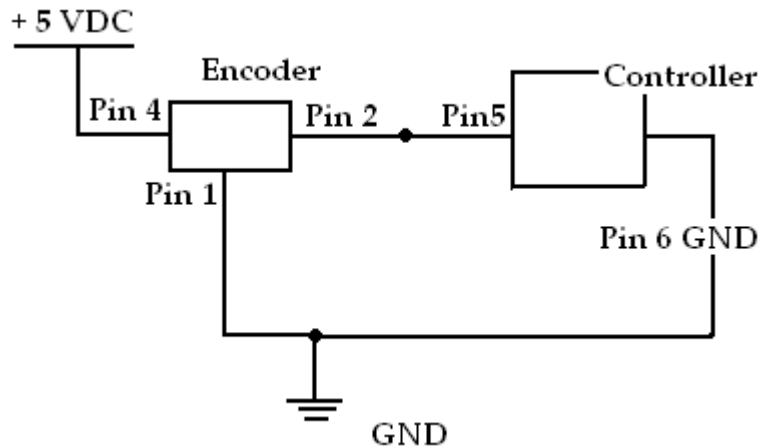 + 5 VDC
Encoder
Controller
Pin 4
Pin 2
Pin5
Pin 1
Pin 6 GND
GND